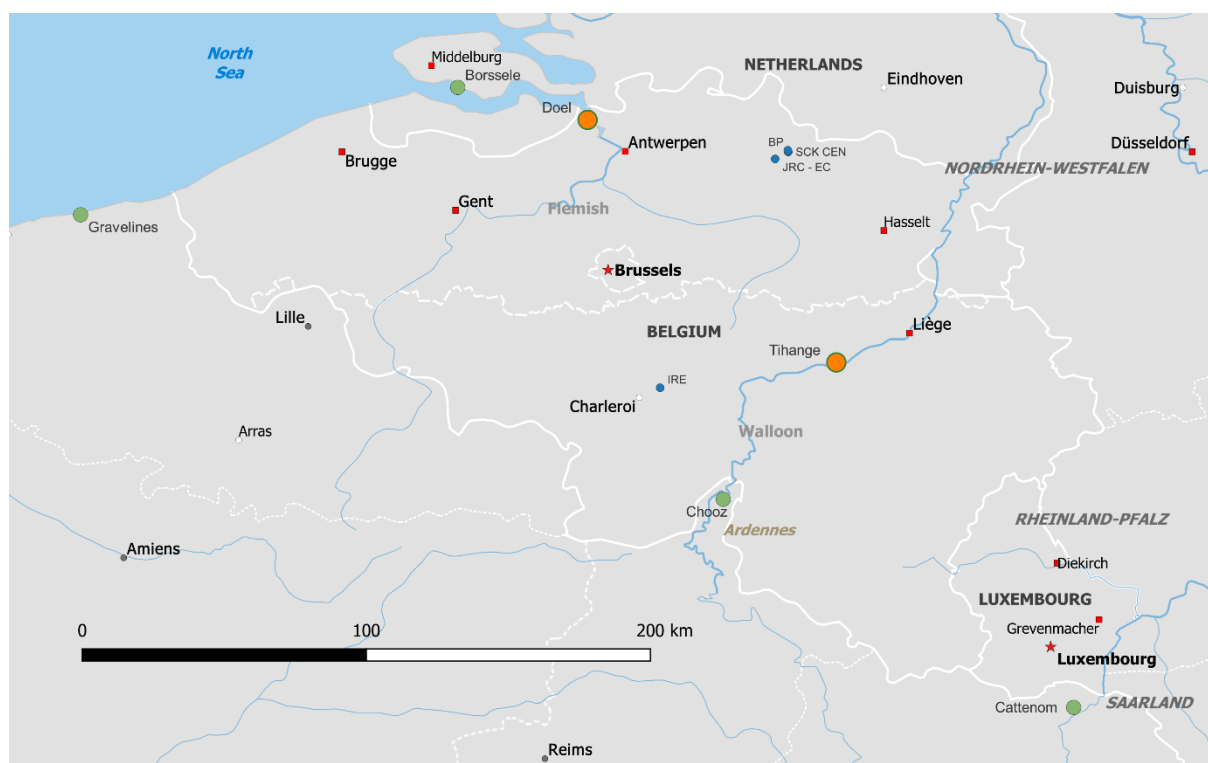 North
Sea
Middelburg
Borssele
NETHERLANDS
Eindhoven
Duisburg
Doel
Antwerpen
BP
SCK CEN
JRC - EC
Düsseldorf
Brugge
NORDRHEIN-WESTFALEN
Gent
Flemish
Gravelines
Hasselt
Brussels
Lille
BELGIUM
Liège
Tihange
IRE
Charleroi
Arras
Walloon
Chooz
Ardennes
RHEINLAND-PFALZ
Amiens
Diekirch
LUXEMBOURG
Grevenmacher
0 100 200 km
Luxembourg
Cattenom
SAARLAND
Reims